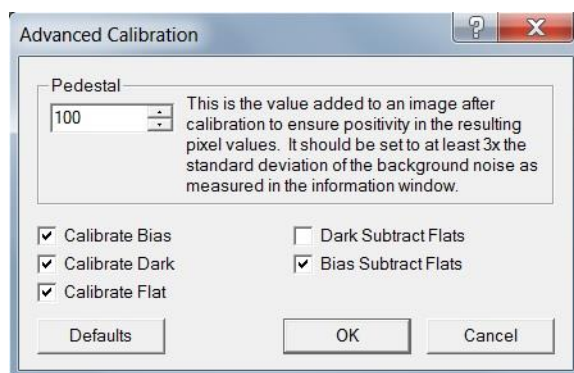 Advanced Calibration
Pedestal
100
This is the value added to an image after
calibration to ensure positivity in the resulting
pixel values. It should be set to at least 3x the
standard deviation of the background noise as
measured in the information window.
Calibrate Bias
Dark Subtract Flats
Calibrate Dark
Bias Subtract Flats
Calibrate Flat
Defaults
OK
Cancel